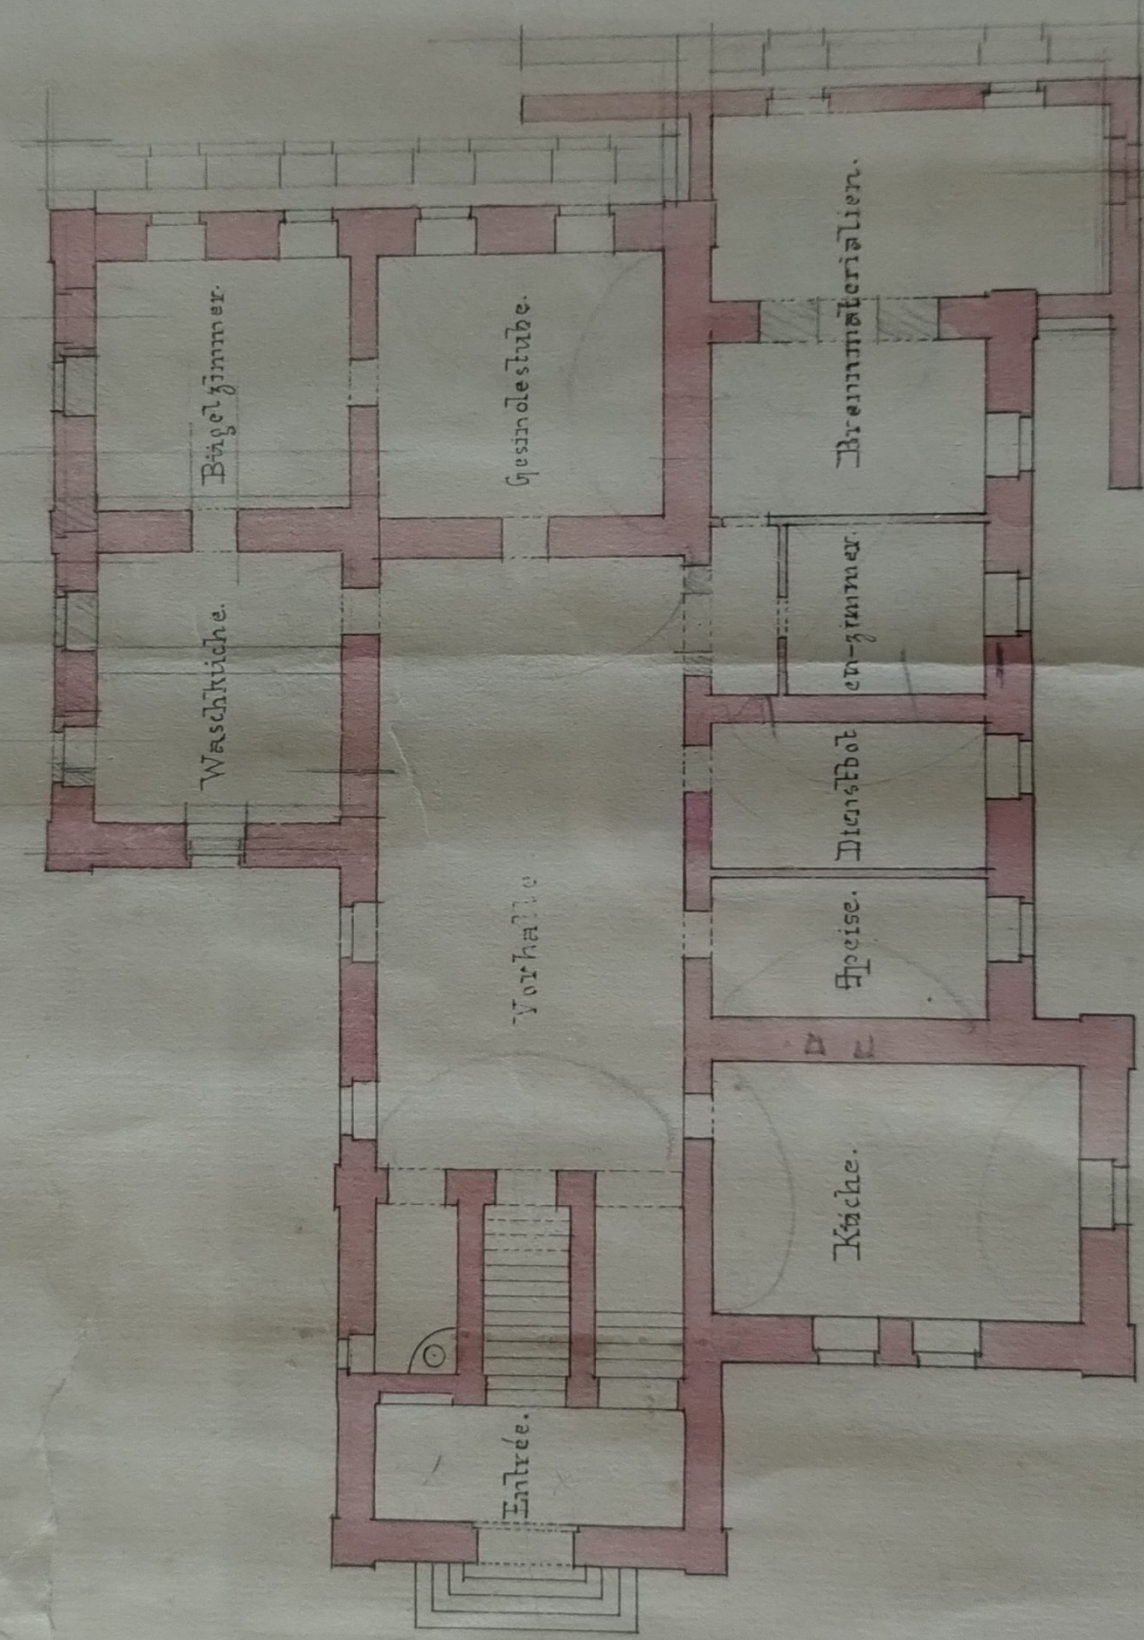 Bügelzimmer.
Waschküche.
Gesindestube.
Vorhalle
Entrée.
Brennmaterialien.
Dienstboten-zimmer.
Speise.
Küche.